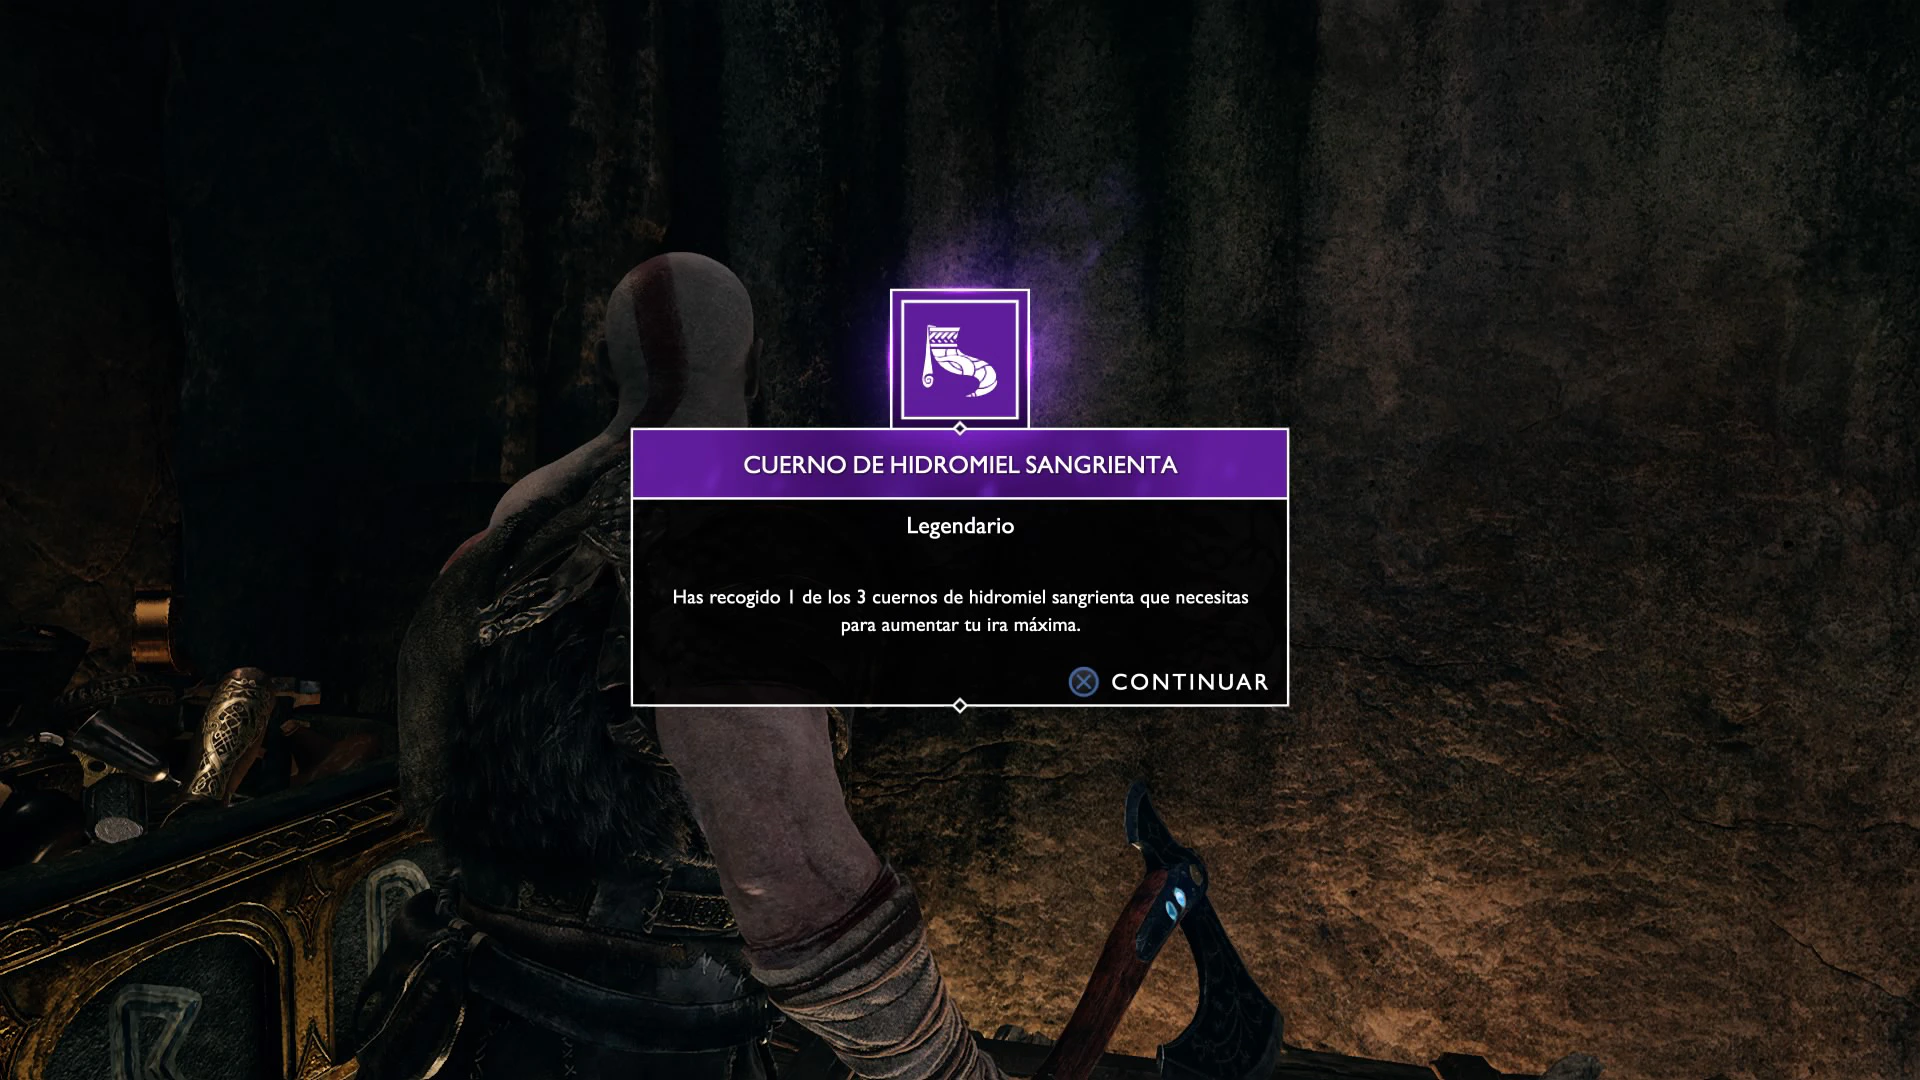 CUERNO DE HIDROMIEL SANGRIENTA
Legendario
Has recogido 1 de los 3 cuernos de hidromiel sangrienta que necesitas
para aumentar tu ira máxima.
CONTINUAR